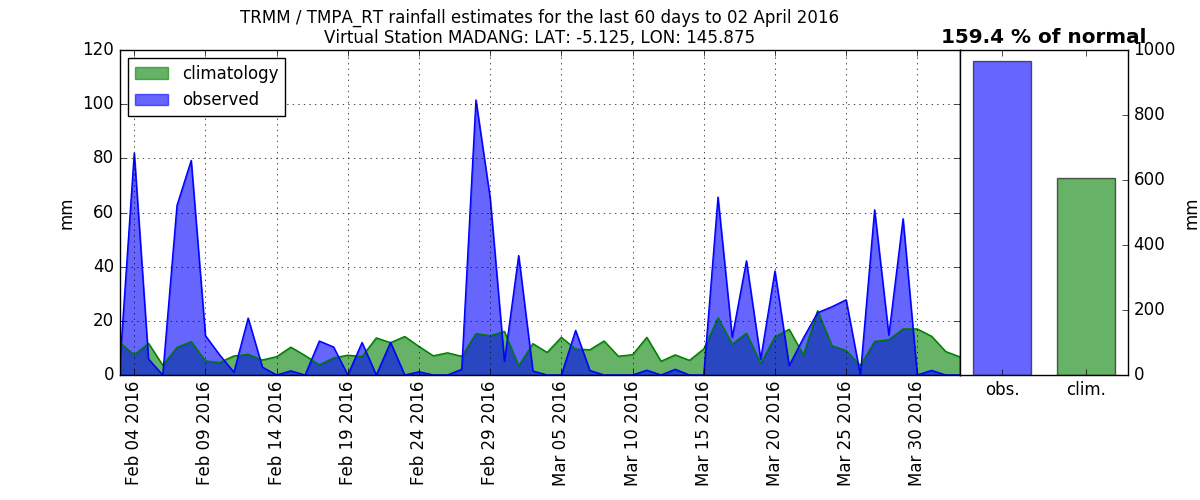 TRMM / TMPA_RT rainfall estimates for the last 60 days to 02 April 2016
Virtual Station MADANG: LAT: -5.125, LON: 145.875
159.4 % of normal
climatology
observed
120
100
80
60
40
20
0
mm
Feb 04 2016
Feb 09 2016
Feb 14 2016
Feb 19 2016
Feb 24 2016
Feb 29 2016
Mar 05 2016
Mar 10 2016
Mar 15 2016
Mar 20 2016
Mar 25 2016
Mar 30 2016
obs.
clim.
1000
800
600
400
200
0
mm